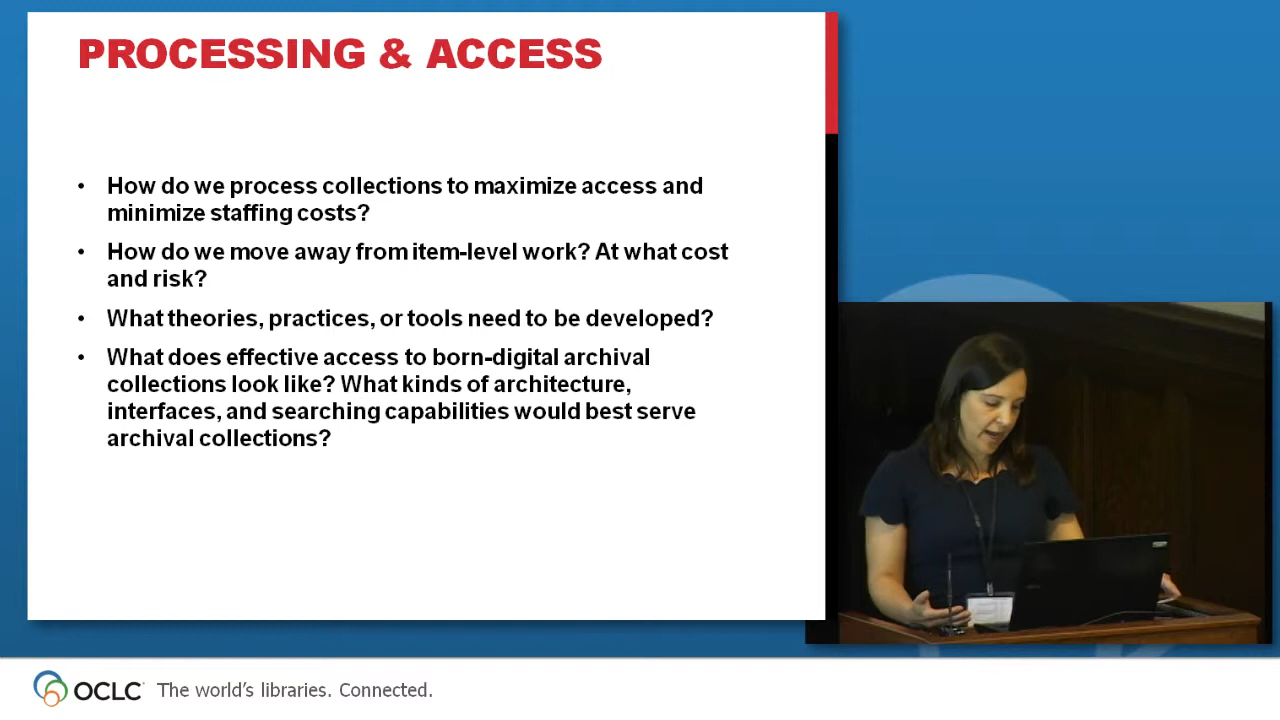 PROCESSING & ACCESS
• How do we process collections to maximize access and
minimize staffing costs?
• How do we move away from item-level work? At what cost
and risk?
• What theories, practices, or tools need to be developed?
• What does effective access to born-digital archival
collections look like? What kinds of architecture,
interfaces, and searching capabilities would best serve
archival collections?
OCLC The world's libraries. Connected.